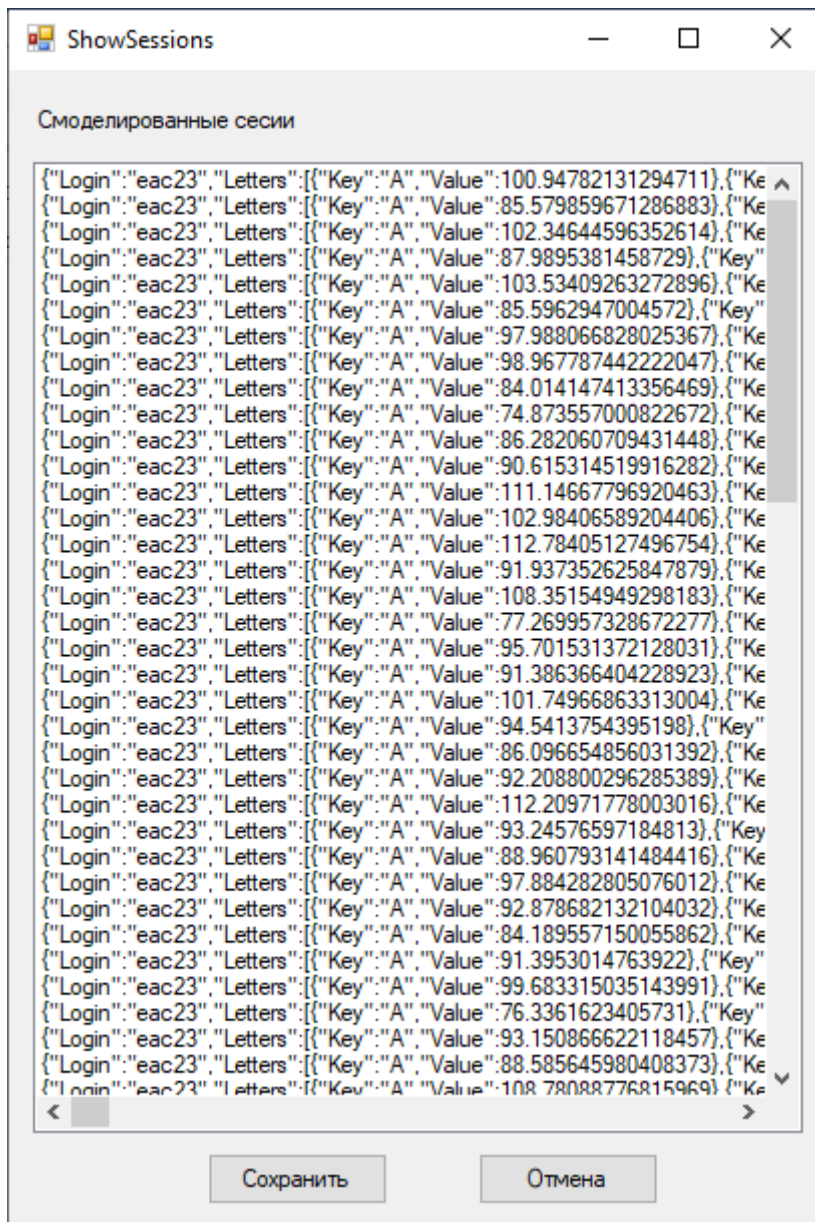 ShowSessions
Смоделированные сесии
{"Login":"eac23","Letters":[{"Key":"A","Value":100.94782131294711},{"Ke
{"Login":"eac23","Letters":[{"Key":"A","Value":85.579859671286883},{"Ke
{"Login":"eac23","Letters":[{"Key":"A","Value":102.34644596352614},{"Ke
{"Login":"eac23","Letters":[{"Key":"A","Value":87.9895381458729},{"Key"
{"Login":"eac23","Letters":[{"Key":"A","Value":103.53409263272896},{"Ke
{"Login":"eac23","Letters":[{"Key":"A","Value":85.5962947004572},{"Key"
{"Login":"eac23","Letters":[{"Key":"A","Value":97.988066828025367},{"Ke
{"Login":"eac23","Letters":[{"Key":"A","Value":98.967787442222047},{"Ke
{"Login":"eac23","Letters":[{"Key":"A","Value":84.014147413356469},{"Ke
{"Login":"eac23","Letters":[{"Key":"A","Value":74.873557000822672},{"Ke
{"Login":"eac23","Letters":[{"Key":"A","Value":86.282060709431448},{"Ke
{"Login":"eac23","Letters":[{"Key":"A","Value":90.615314519916282},{"Ke
{"Login":"eac23","Letters":[{"Key":"A","Value":111.14667796920463},{"Ke
{"Login":"eac23","Letters":[{"Key":"A","Value":102.98406589204406},{"Ke
{"Login":"eac23","Letters":[{"Key":"A","Value":112.78405127496754},{"Ke
{"Login":"eac23","Letters":[{"Key":"A","Value":91.937352625847879},{"Ke
{"Login":"eac23","Letters":[{"Key":"A","Value":108.35154949298183},{"Ke
{"Login":"eac23","Letters":[{"Key":"A","Value":77.269957328672277},{"Ke
{"Login":"eac23","Letters":[{"Key":"A","Value":95.701531372128031},{"Ke
{"Login":"eac23","Letters":[{"Key":"A","Value":91.386366404228923},{"Ke
{"Login":"eac23","Letters":[{"Key":"A","Value":101.74966863313004},{"Ke
{"Login":"eac23","Letters":[{"Key":"A","Value":94.5413754395198},{"Key"
{"Login":"eac23","Letters":[{"Key":"A","Value":86.096654856031392},{"Ke
{"Login":"eac23","Letters":[{"Key":"A","Value":92.208800296285389},{"Ke
{"Login":"eac23","Letters":[{"Key":"A","Value":112.20971778003016},{"Ke
{"Login":"eac23","Letters":[{"Key":"A","Value":93.24576597184813},{"Key
{"Login":"eac23","Letters":[{"Key":"A","Value":88.960793141484416},{"Ke
{"Login":"eac23","Letters":[{"Key":"A","Value":97.884282805076012},{"Ke
{"Login":"eac23","Letters":[{"Key":"A","Value":92.878682132104032},{"Ke
{"Login":"eac23","Letters":[{"Key":"A","Value":84.189557150055862},{"Ke
{"Login":"eac23","Letters":[{"Key":"A","Value":91.3953014763922},{"Key"
{"Login":"eac23","Letters":[{"Key":"A","Value":99.683315035143991},{"Ke
{"Login":"eac23","Letters":[{"Key":"A","Value":76.3361623405731},{"Key"
{"Login":"eac23","Letters":[{"Key":"A","Value":93.150866622118457},{"Ke
{"Login":"eac23","Letters":[{"Key":"A","Value":88.585645980408373},{"Ke
{"Login":"eac23","Letters":[{"Key":"A","Value":108.78088776815969},{"Ke
Сохранить
Отмена